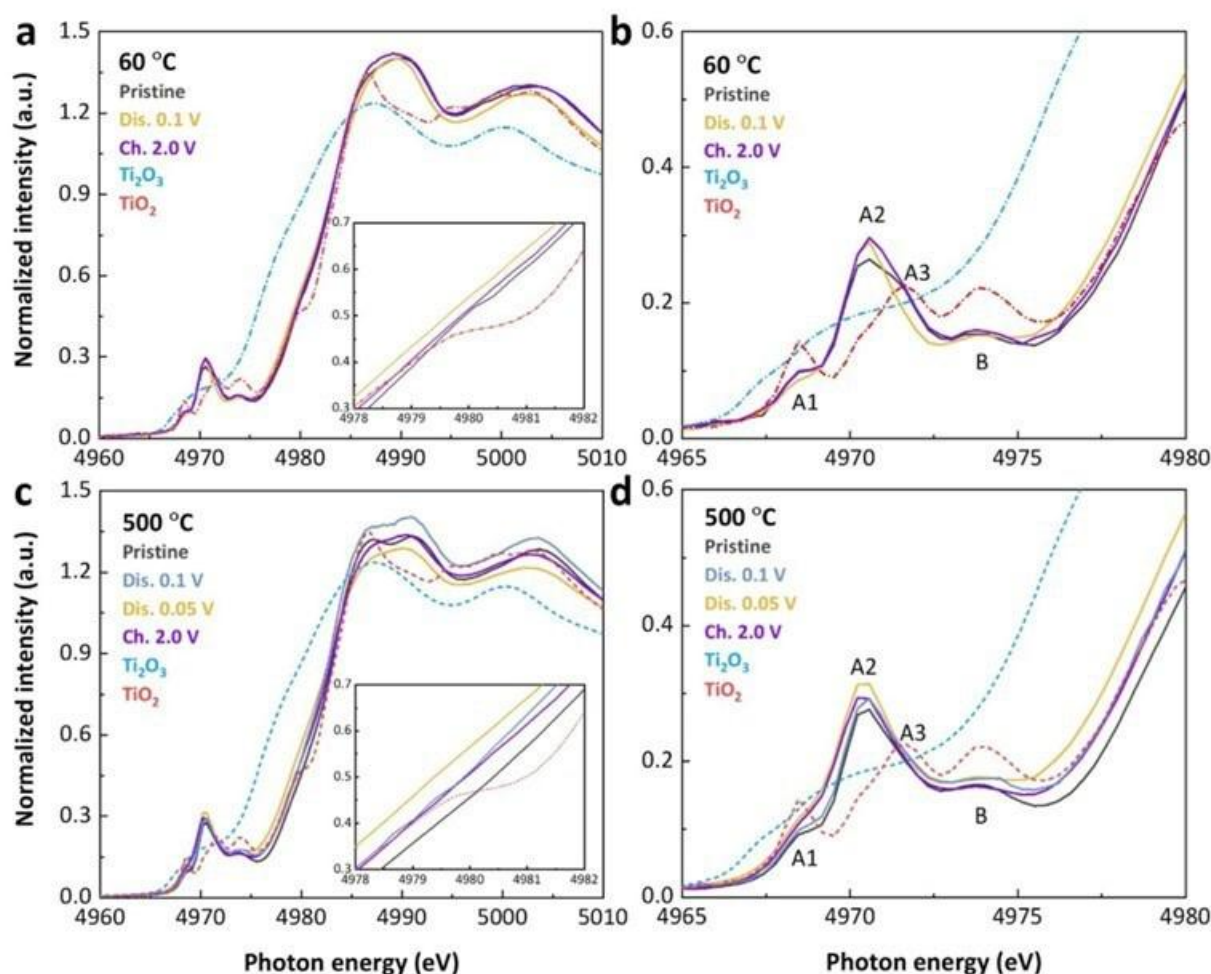 a
60 °C
Pristine
Dis. 0.1 V
Ch. 2.0 V
Ti2O3
TiO2
Normalized intensity (a.u.)
1.5
1.2
0.9
0.6
0.3
0.0
4960 4970 4980 4990 5000 5010
0.7
0.6
0.5
0.4
0.3
4978 4979 4980 4981 4982
b
60 °C
Pristine
Dis. 0.1 V
Ch. 2.0 V
Ti2O3
TiO2
0.6
0.4
0.2
0.0
A1
A2
A3
B
4965 4970 4975 4980
c
500 °C
Pristine
Dis. 0.1 V
Dis. 0.05 V
Ch. 2.0 V
Ti2O3
TiO2
Normalized intensity (a.u.)
1.5
1.2
0.9
0.6
0.3
0.0
4960 4970 4980 4990 5000 5010
0.7
0.6
0.5
0.4
0.3
4978 4979 4980 4981 4982
Photon energy (eV)
d
500 °C
Pristine
Dis. 0.1 V
Dis. 0.05 V
Ch. 2.0 V
Ti2O3
TiO2
0.6
0.4
0.2
0.0
A1
A2
A3
B
4965 4970 4975 4980
Photon energy (eV)